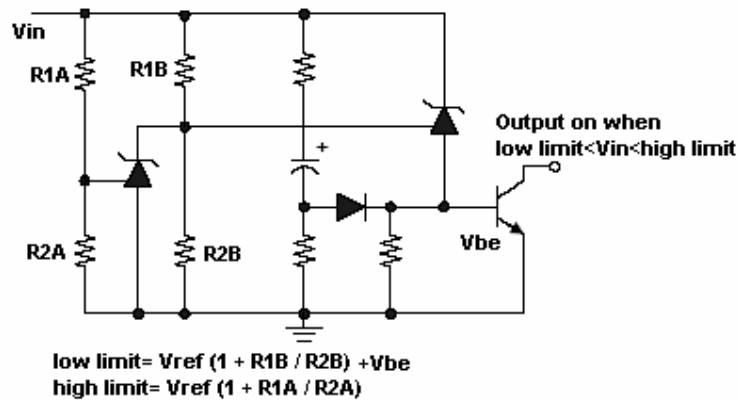 Vin
R1A
R1B
+
Output on when
low limit<Vin<high limit
R2A
R2B
Vbe
low limit= Vref (1 + R1B / R2B) +Vbe
high limit= Vref (1 + R1A / R2A)